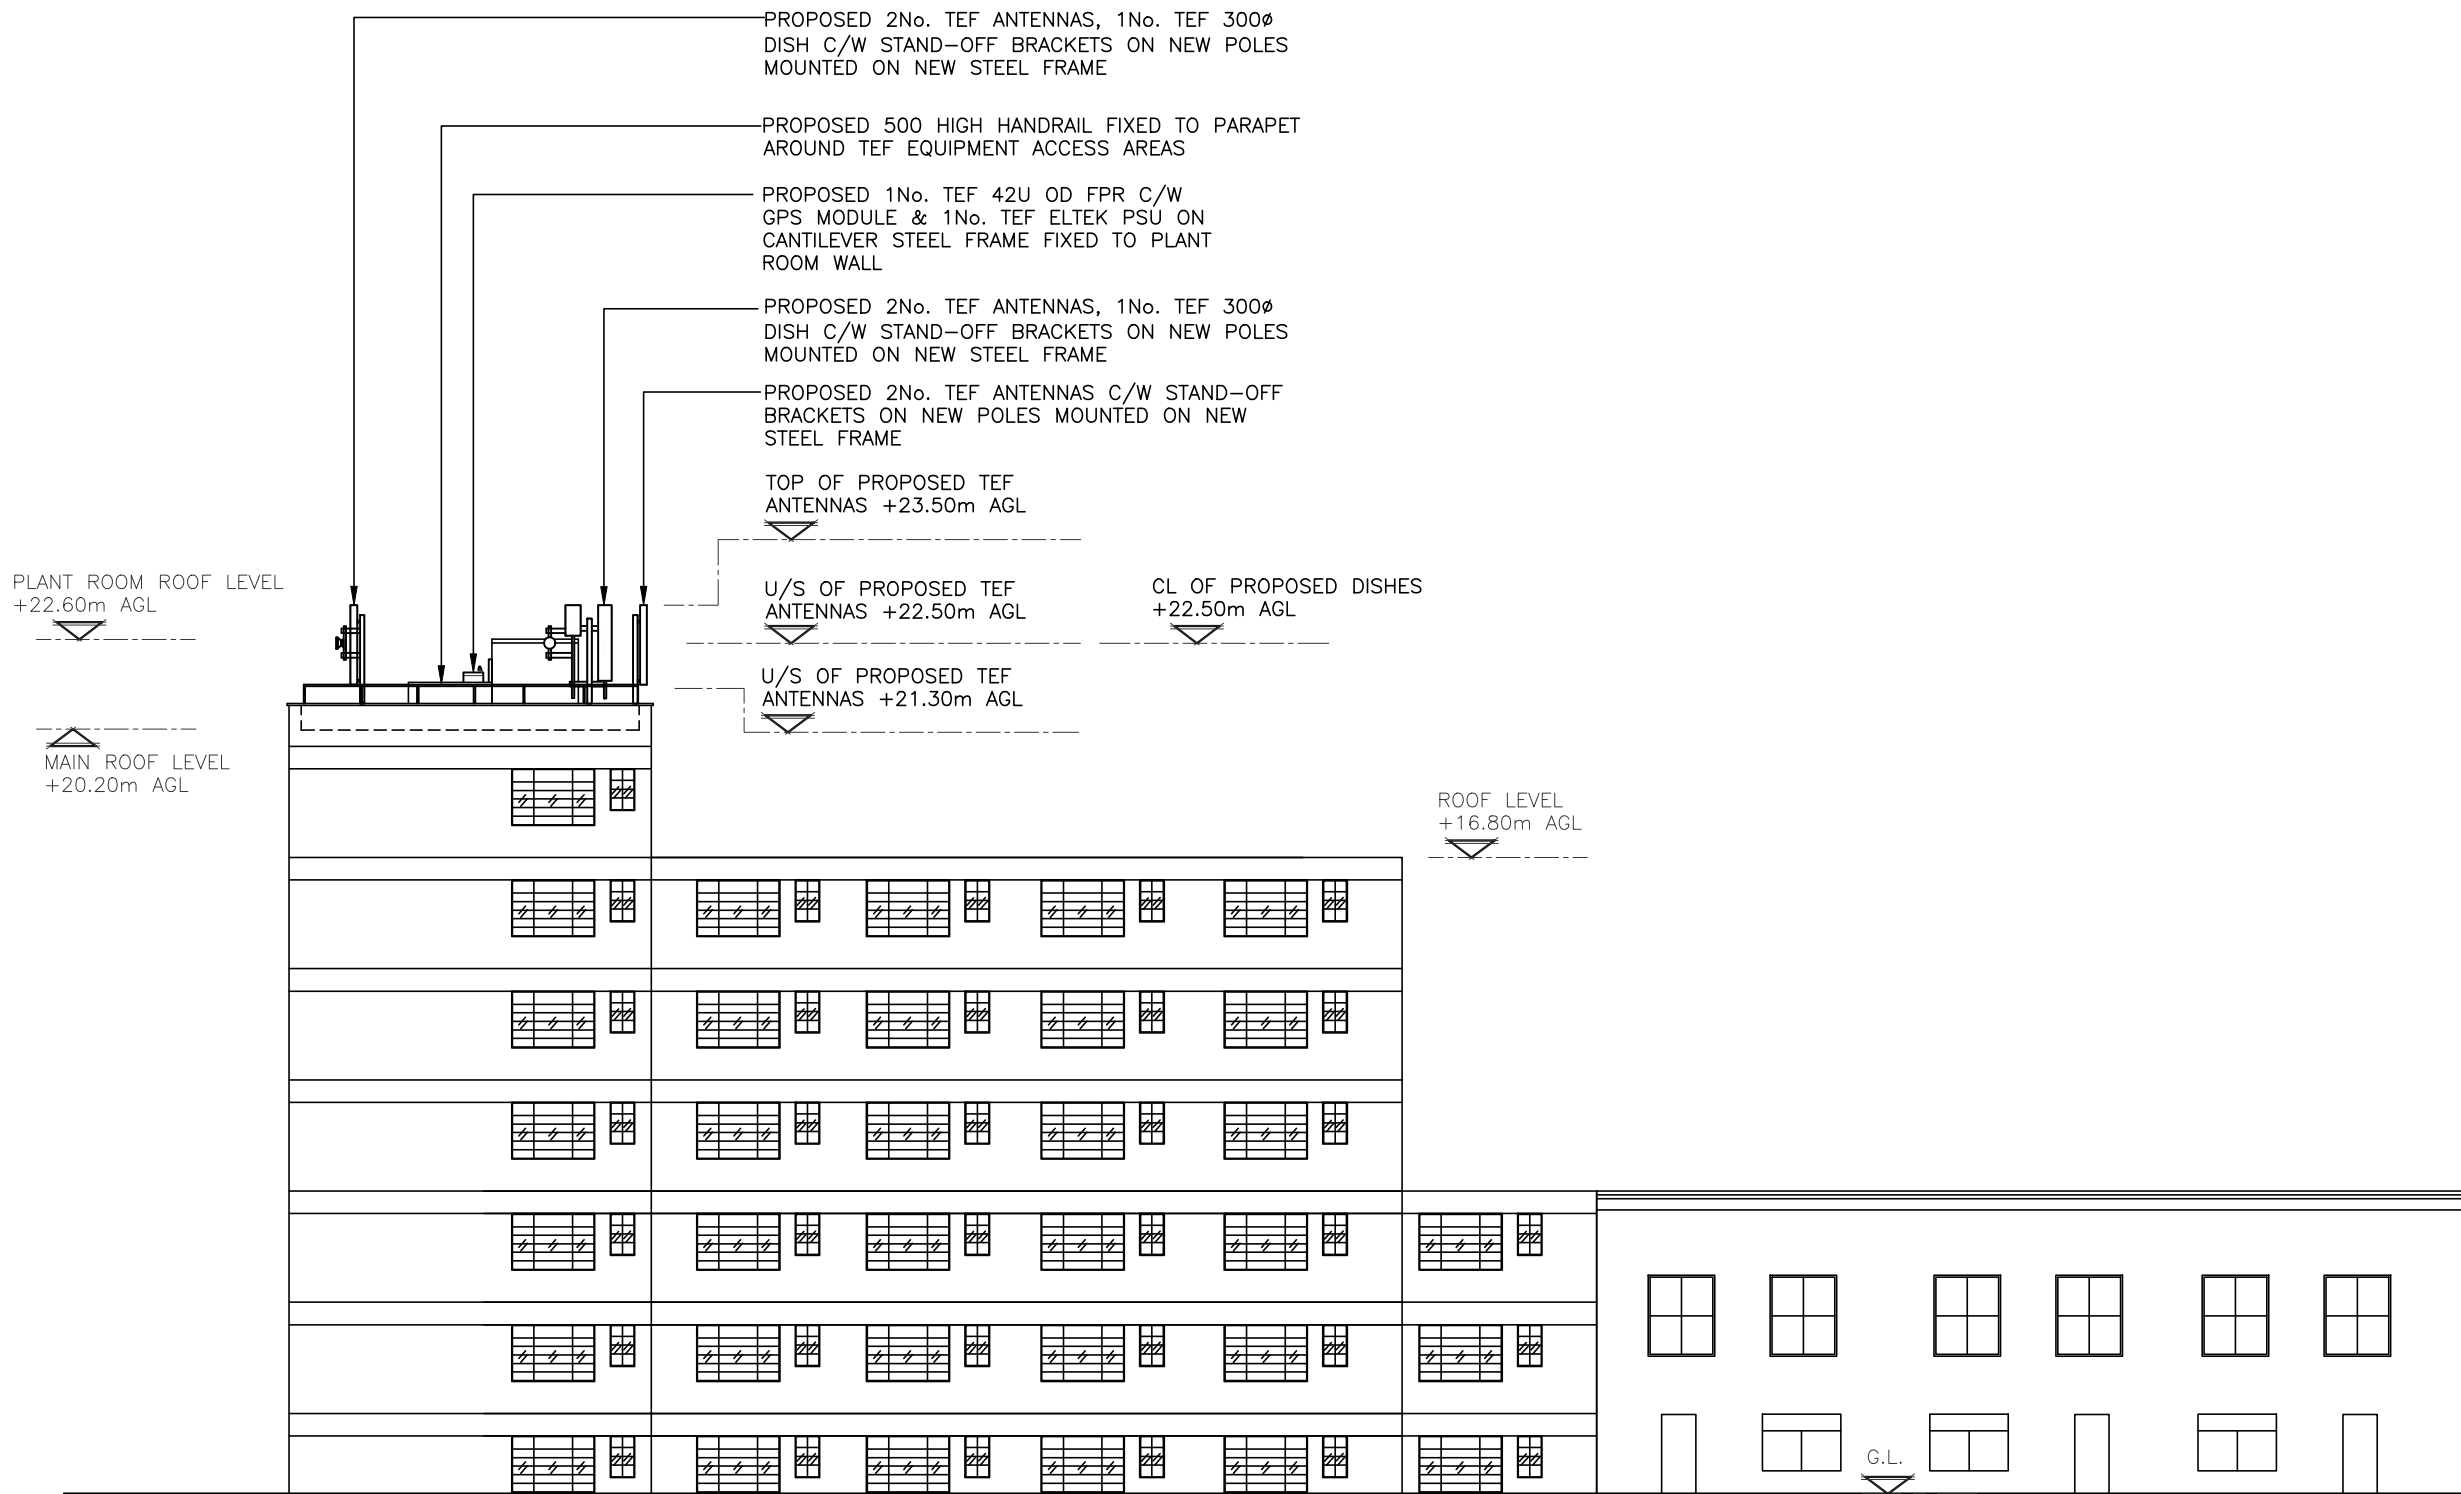 PROPOSED 2No. TEF ANTENNAS, 1No. TEF 300ø
DISH C/W STAND-OFF BRACKETS ON NEW POLES
MOUNTED ON NEW STEEL FRAME
PROPOSED 500 HIGH HANDRAIL FIXED TO PARAPET
AROUND TEF EQUIPMENT ACCESS AREAS
PROPOSED 1No. TEF 42U OD FPR C/W
GPS MODULE & 1No. TEF ELTEK PSU ON
CANTILEVER STEEL FRAME FIXED TO PLANT
ROOM WALL
PROPOSED 2No. TEF ANTENNAS, 1No. TEF 300ø
DISH C/W STAND-OFF BRACKETS ON NEW POLES
MOUNTED ON NEW STEEL FRAME
PROPOSED 2No. TEF ANTENNAS C/W STAND-OFF
BRACKETS ON NEW POLES MOUNTED ON NEW
STEEL FRAME
TOP OF PROPOSED TEF
ANTENNAS +23.50m AGL
PLANT ROOM ROOF LEVEL
+22.60m AGL
U/S OF PROPOSED TEF
ANTENNAS +22.50m AGL
CL OF PROPOSED DISHES
+22.50m AGL
U/S OF PROPOSED TEF
ANTENNAS +21.30m AGL
MAIN ROOF LEVEL
+20.20m AGL
ROOF LEVEL
+16.80m AGL
G.L.